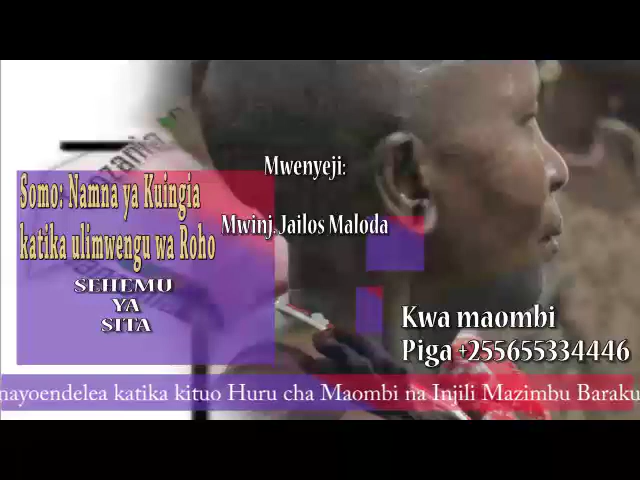 Somo: Namna ya Kuingia
katika ulimwengu wa Roho
SEHEMU
YA
SITA
Mwenyeji:
Mwinj. Jailos Maloda
Kwa maombi
Piga +255655334446
nayoendelea katika kituo Huru cha Maombi na Injili Mazimbu Baraku